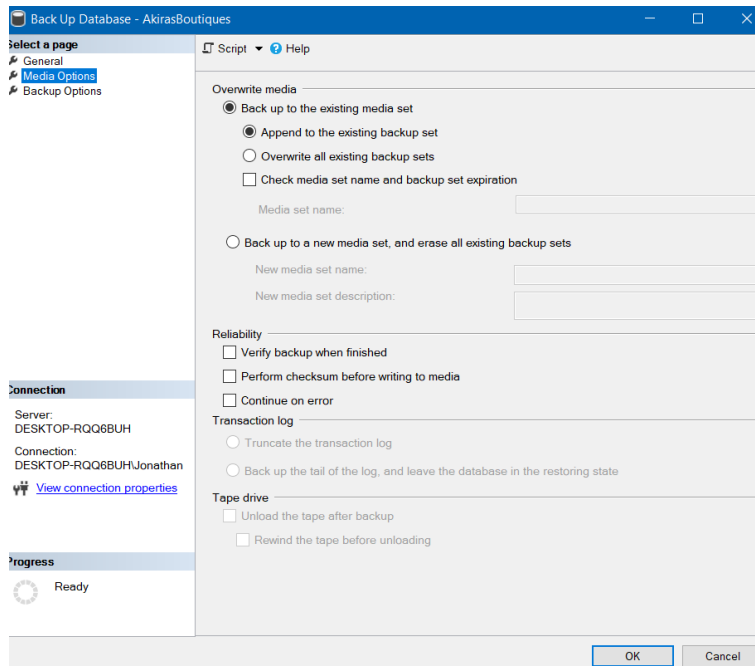 Back Up Database - AkirasBoutiques
Select a page
General
Media Options
Backup Options
Script Help
Overwrite media
Back up to the existing media set
Append to the existing backup set
Overwrite all existing backup sets
Check media set name and backup set expiration
Media set name:
Back up to a new media set, and erase all existing backup sets
New media set name:
New media set description:
Reliability
Verify backup when finished
Perform checksum before writing to media
Continue on error
Transaction log
Truncate the transaction log
Back up the tail of the log, and leave the database in the restoring state
Tape drive
Unload the tape after backup
Rewind the tape before unloading
Connection
Server:
DESKTOP-RQQ6BUH
Connection:
DESKTOP-RQQ6BUH\Jonathan
View connection properties
Progress
Ready
OK Cancel